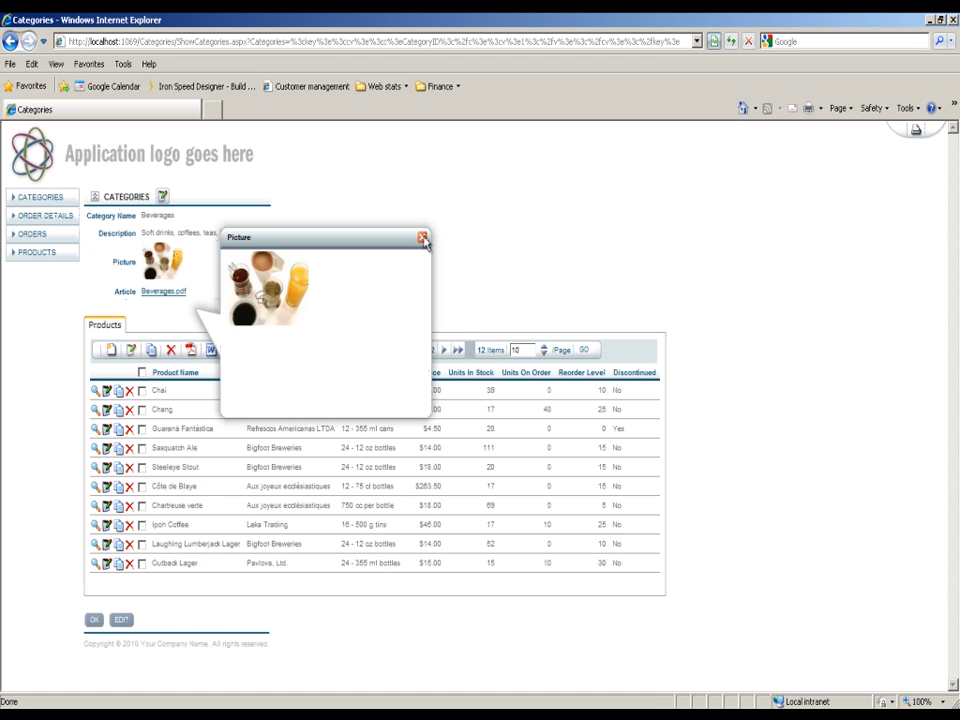 Categories - Windows Internet Explorer
Google
File Edit View Favorites Tools Help
Favorites Google Calendar Iron Speed Designer - Build ... Customer management Web stats Finance
Categories Page Safety Tools
Application logo goes here
CATEGORIES
ORDER DETAILS
ORDERS
PRODUCTS
CATEGORIES
Category Name Beverages
Description Soft drinks, coffees, teas,
Picture
Article Beverages.pdf
Picture
Products
2 12 Items 10 /Page GO
Product Name Units In Stock Units On Order Reorder Level Discontinued
Chai 39 0 10 No
Chang 17 40 25 No
Guaraná Fantástica Refrescos Americanas LTDA 12 - 355 ml cans $4.50 20 0 0 Yes
Sasquatch Ale Bigfoot Breweries 24 - 12 oz bottles $14.00 111 0 15 No
Steeleye Stout Bigfoot Breweries 24 - 12 oz bottles $18.00 20 0 15 No
Côte de Blaye Aux joyeux ecclésiastiques 12 - 75 cl bottles $263.50 17 0 15 No
Chartreuse verte Aux joyeux ecclésiastiques 750 cc per bottle $18.00 69 0 5 No
Ipoh Coffee Leka Trading 16 - 500 g tins $46.00 17 10 25 No
Laughing Lumberjack Lager Bigfoot Breweries 24 - 12 oz bottles $14.00 52 0 10 No
Outback Lager Pavlova, Ltd. 24 - 355 ml bottles $15.00 15 10 30 No
OK EDIT
Copyright © 2010 Your Company Name. All rights reserved.
Done Local intranet 100%